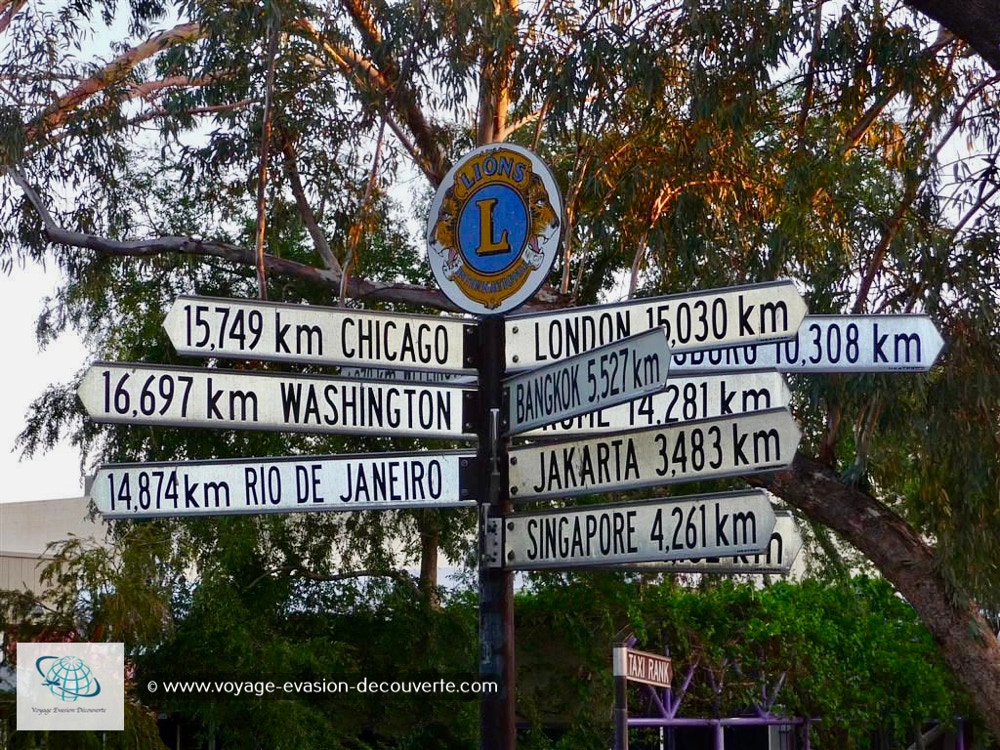 LIONS
L
INTERNATIONAL
15,749 km CHICAGO
LONDON 15,030 km
10,308 km
BANGKOK 5,527 km
16,697 km WASHINGTON
14,281 km
JAKARTA 3,483 km
14,874 km RIO DE JANEIRO
SINGAPORE 4,261 km
km
TAXI RANK
Voyage Evasion Découverte
© www.voyage-evasion-decouverte.com